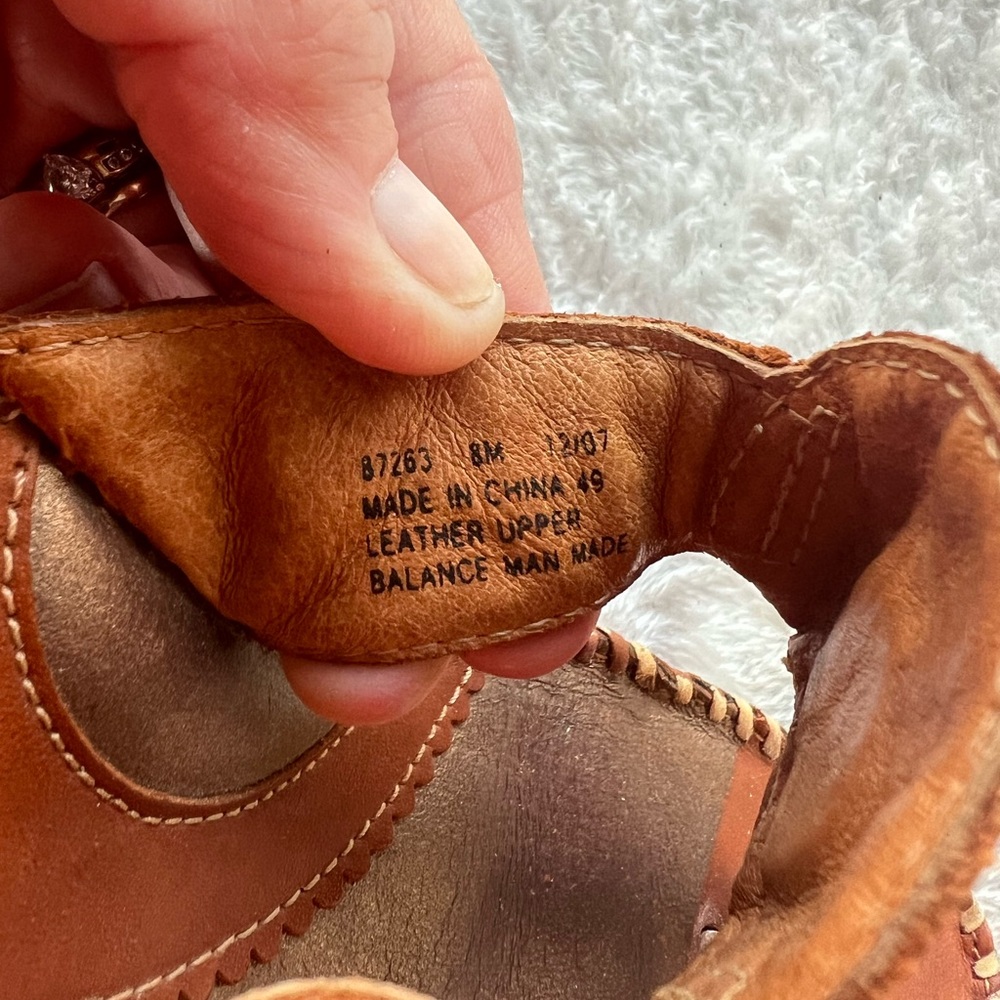 87263 8M 12/07
MADE IN CHINA 49
LEATHER UPPER
BALANCE MAN MADE